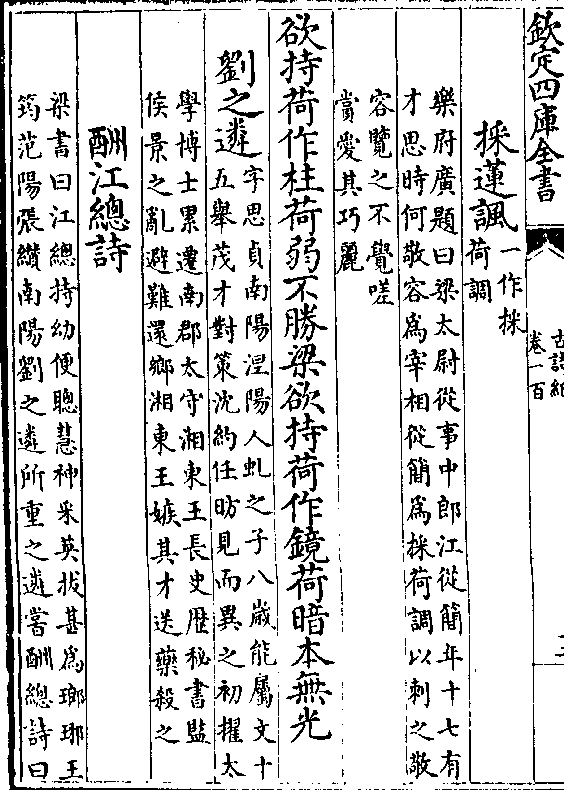 欽定四庫全書
古詩紀
卷一百
採蓮諷一作採
荷調
樂府廣題曰梁太尉從事中郎江從簡年十七有
才思時何敬容為宰相從簡為採荷調以刺之敬
容覽之不覺嗟
賞愛其巧麗
欲持荷作柱荷弱不勝梁欲持荷作鏡荷暗本無光
劉之遴字思貞南陽涅陽人虬之子八歲能屬文十
五舉茂才對策沈約任昉見而異之初擢太
學博士累遷南郡太守湘東王長史歷秘書監
侯景之亂避難還鄉湘東王嫉其才送藥殺之
酬江總詩
梁書曰江總持幼便聰慧神采英拔甚為瑯琊王
筠范陽張纘南陽劉之遴所重之遴嘗酬總詩曰